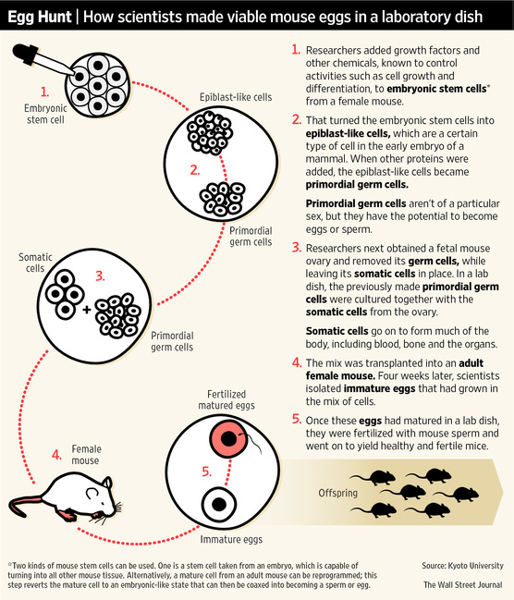 Egg Hunt | How scientists made viable mouse eggs in a laboratory dish
1.
Embryonic
stem cell
Epiblast-like cells
2.
Primordial
germ cells
Somatic
cells
3.
+
Primordial
germ cells
4.
Female
mouse
Fertilized
matured eggs
5.
Immature eggs
Offspring
1. Researchers added growth factors and
other chemicals, known to control
activities such as cell growth and
differentiation, to embryonic stem cells*
from a female mouse.
2. That turned the embryonic stem cells into
epiblast-like cells, which are a certain
type of cell in the early embryo of a
mammal. When other proteins were
added, the epiblast-like cells became
primordial germ cells.
Primordial germ cells aren't of a particular
sex, but they have the potential to become
eggs or sperm.
3. Researchers next obtained a fetal mouse
ovary and removed its germ cells, while
leaving its somatic cells in place. In a lab
dish, the previously made primordial germ
cells were cultured together with the
somatic cells from the ovary.
Somatic cells go on to form much of the
body, including blood, bone and the organs.
4. The mix was transplanted into an adult
female mouse. Four weeks later, scientists
isolated immature eggs that had grown in
the mix of cells.
5. Once these eggs had matured in a lab dish,
they were fertilized with mouse sperm and
went on to yield healthy and fertile mice.
*Two kinds of mouse stem cells can be used. One is a stem cell taken from an embryo, which is capable of
turning into all other mouse tissue. Alternatively, a mature cell from an adult mouse can be reprogrammed; this
step reverts the mature cell to an embryonic-like state that can then be coaxed into becoming a sperm or egg.
Source: Kyoto University
The Wall Street Journal